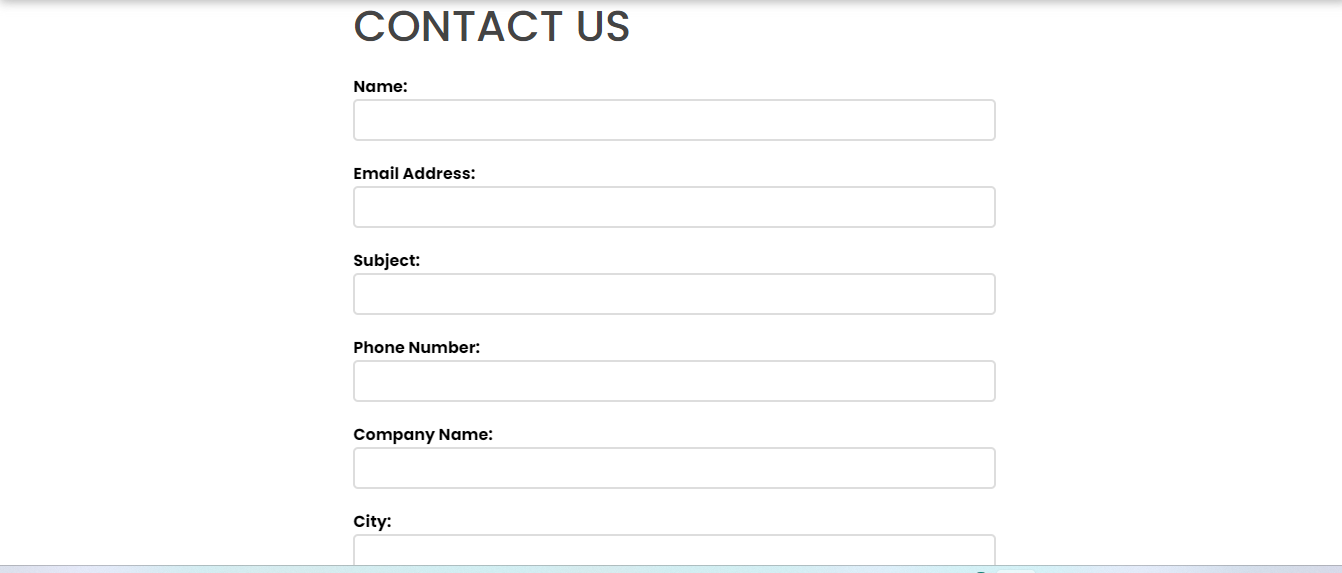 CONTACT US
Name:
Email Address:
Subject:
Phone Number:
Company Name:
City: